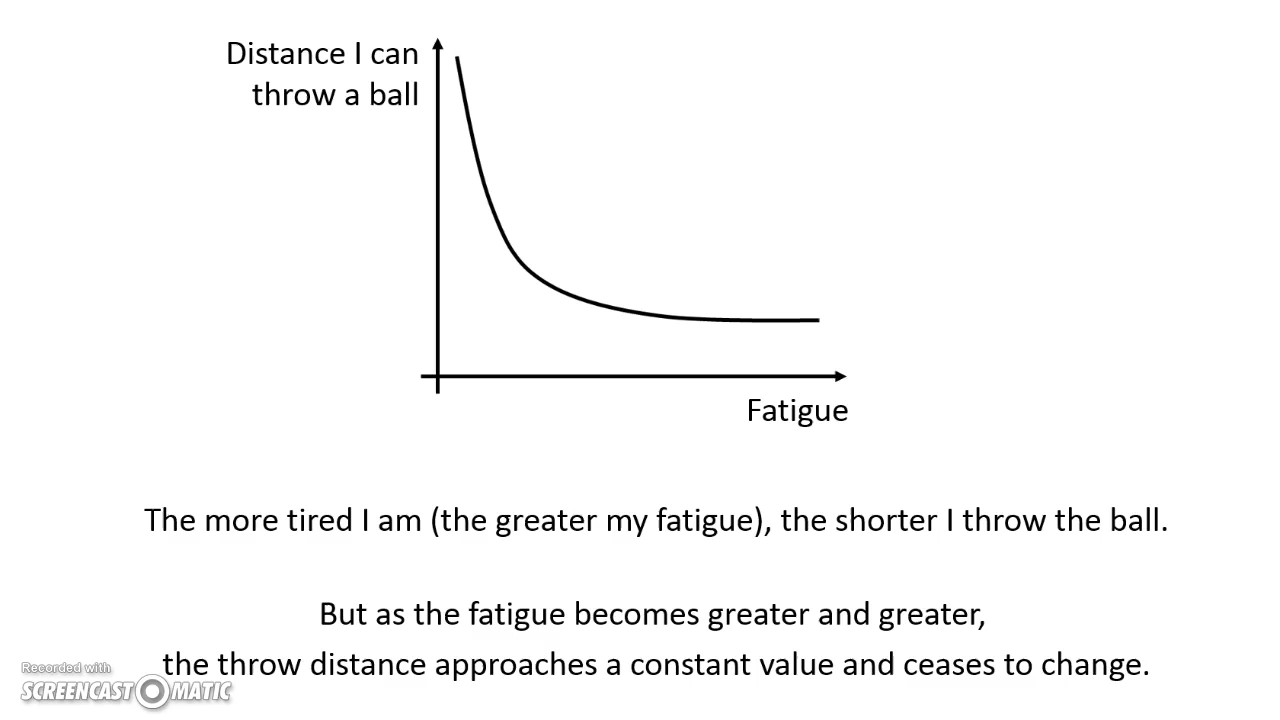 Distance I can
throw a ball
Fatigue
The more tired I am (the greater my fatigue), the shorter I throw the ball.
But as the fatigue becomes greater and greater,
the throw distance approaches a constant value and ceases to change.
Recorded with
SCREENCAST MATIC